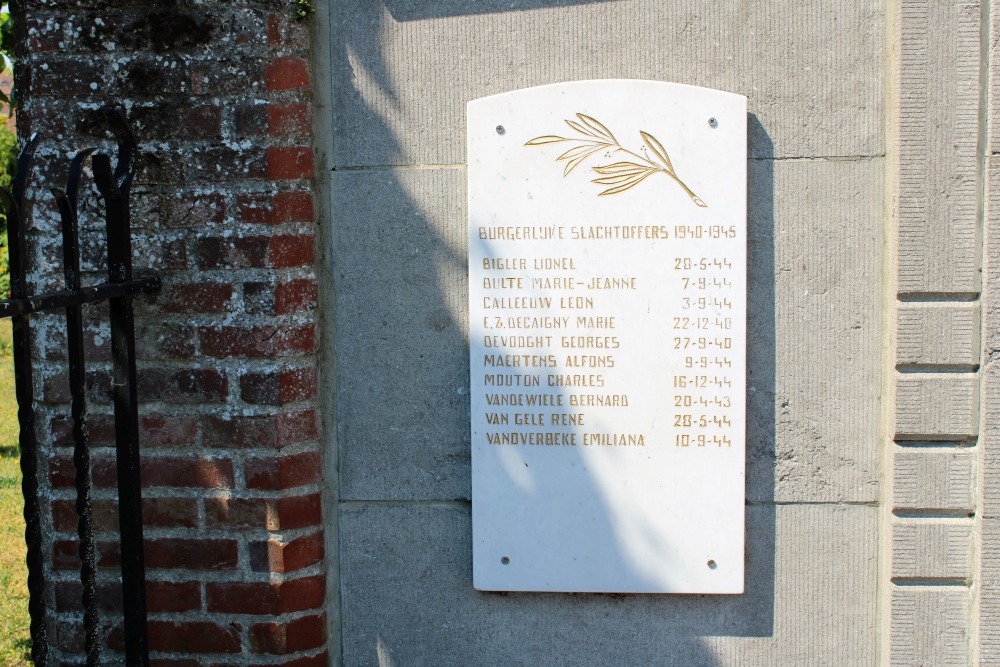 BURGERLIJKE SLACHTOFFERS 1940-1945
BIGLER LIONEL 28-5-44
BULTE MARIE-JEANNE 7-9-44
CALLEEUW LEON 3-9-44
E.Z. DECAIGNY MARIE 22-12-40
DEVOOGHT GEORGES 27-9-40
MAERTENS ALFONS 9-9-44
MOUTON CHARLES 16-12-44
VANDEWIELE BERNARD 20-4-43
VAN GELE RENE 28-5-44
VANOVERBEKE EMILIANA 10-9-44